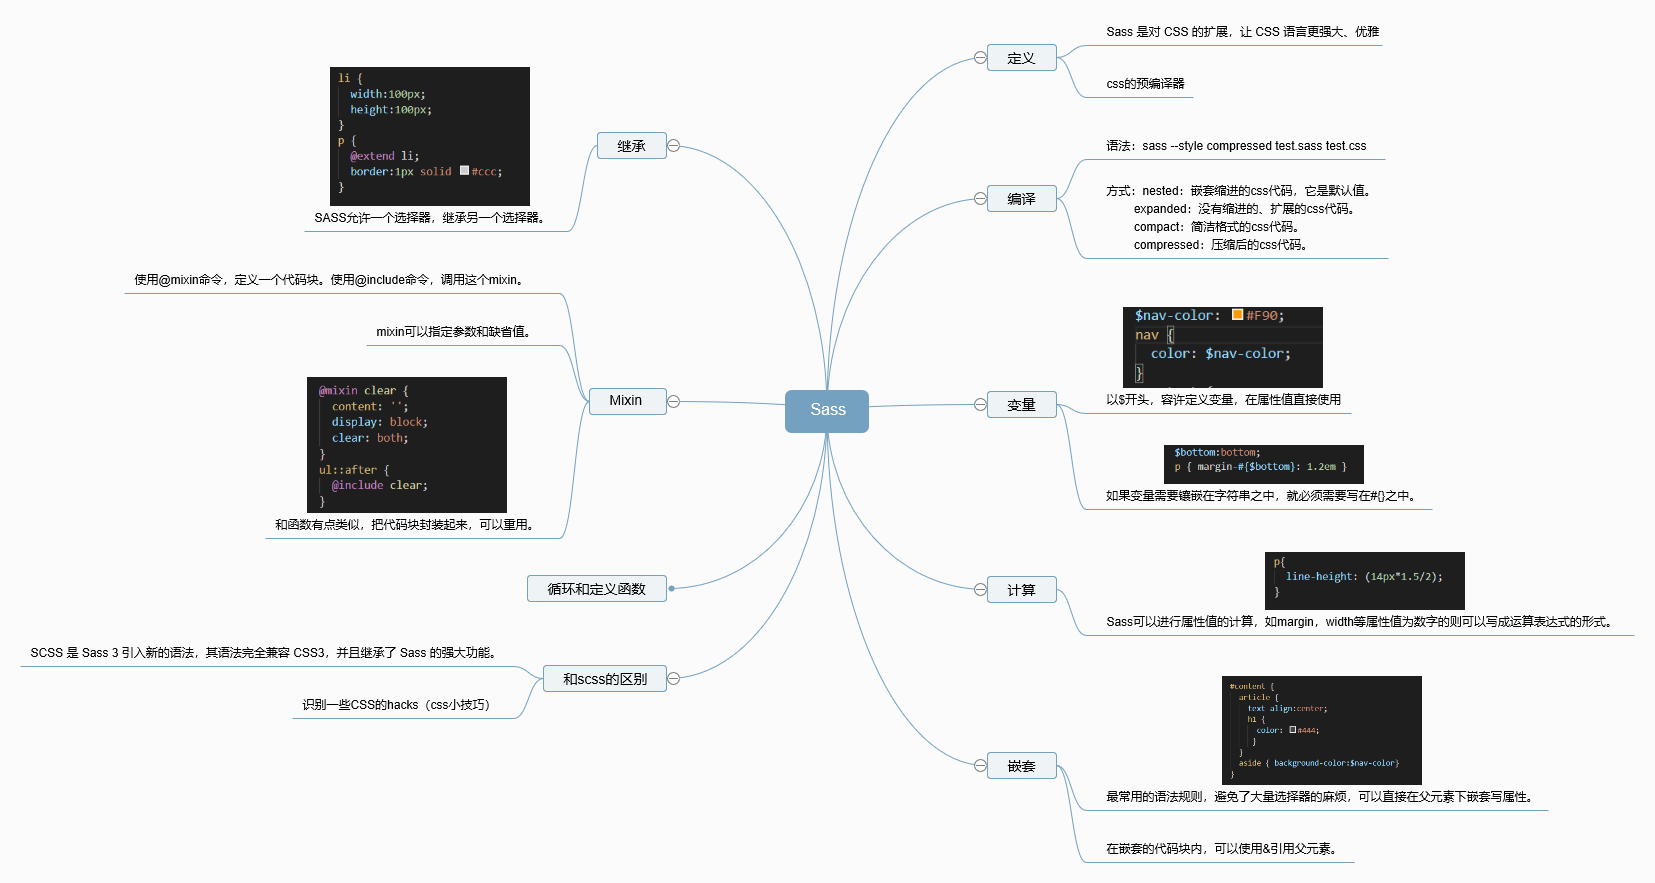 Sass
定义
Sass 是对 CSS 的扩展，让 CSS 语言更强大、优雅
css的预编译器
编译
语法：sass --style compressed test.sass test.css
方式：nested：嵌套缩进的css代码，它是默认值。
expanded：没有缩进的、扩展的css代码。
compact：简洁格式的css代码。
compressed：压缩后的css代码。
变量
$nav-color: #F90;
nav {
color: $nav-color;
}
以$开头，容许定义变量，在属性值直接使用
$bottom:bottom;
p { margin-#{$bottom}: 1.2em }
如果变量需要镶嵌在字符串之中，就必须需要写在#{}之中。
计算
p{
line-height: (14px*1.5/2);
}
Sass可以进行属性值的计算，如margin，width等属性值为数字的则可以写成运算表达式的形式。
嵌套
#content {
article {
text align:center;
h1 {
color: #444;
}
}
aside { background-color:$nav-color}
}
最常用的语法规则，避免了大量选择器的麻烦，可以直接在父元素下嵌套写属性。
在嵌套的代码块内，可以使用&引用父元素。
继承
li {
width:100px;
height:100px;
}
p {
@extend li;
border:1px solid #ccc;
}
SASS允许一个选择器，继承另一个选择器。
Mixin
使用@mixin命令，定义一个代码块。使用@include命令，调用这个mixin。
mixin可以指定参数和缺省值。
@mixin clear {
content: '';
display: block;
clear: both;
}
ul::after {
@include clear;
}
和函数有点类似，把代码块封装起来，可以重用。
循环和定义函数
和scss的区别
SCSS 是 Sass 3 引入新的语法，其语法完全兼容 CSS3，并且继承了 Sass 的强大功能。
识别一些CSS的hacks（css小技巧）